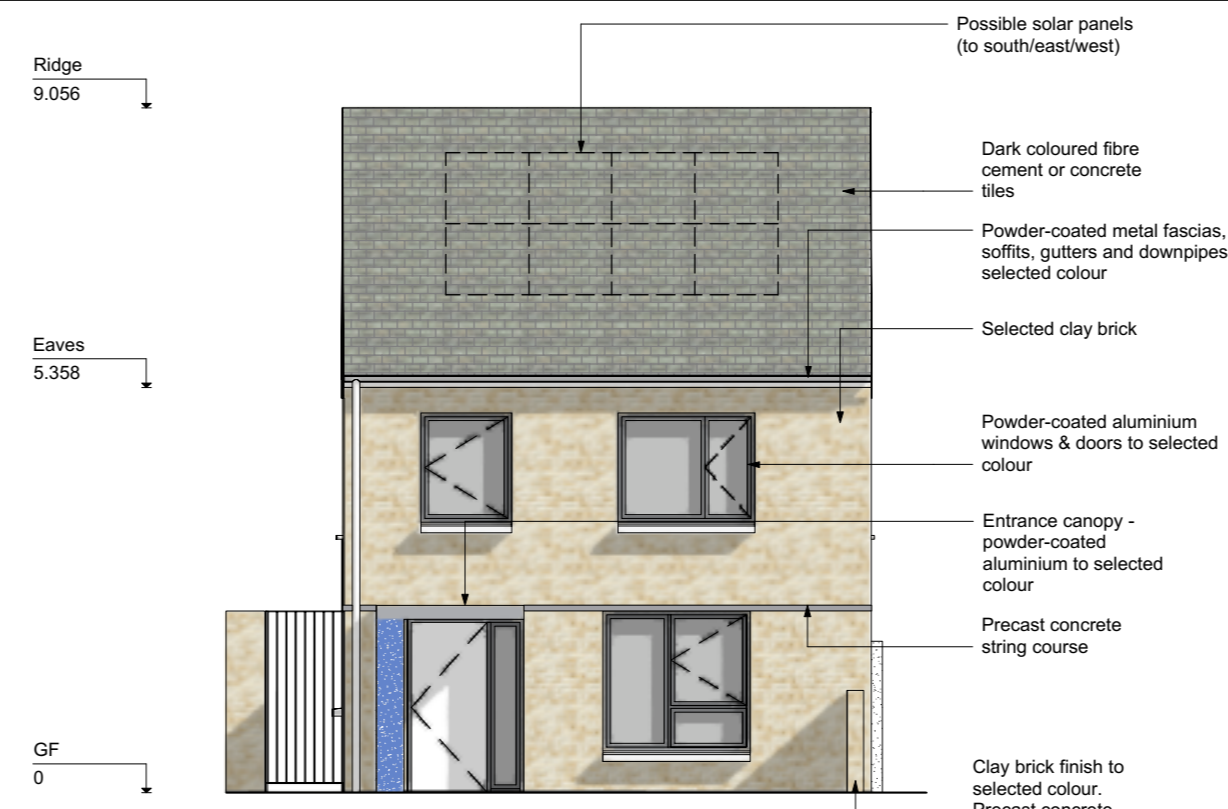 Possible solar panels
(to south/east/west)
Ridge
9.056
Dark coloured fibre
cement or concrete
tiles
Powder-coated metal fascias,
soffits, gutters and downpipes
selected colour
Selected clay brick
Eaves
5.358
Powder-coated aluminium
windows & doors to selected
colour
Entrance canopy -
powder-coated
aluminium to selected
colour
Precast concrete
string course
GF
0
Clay brick finish to
selected colour.
Precast concrete